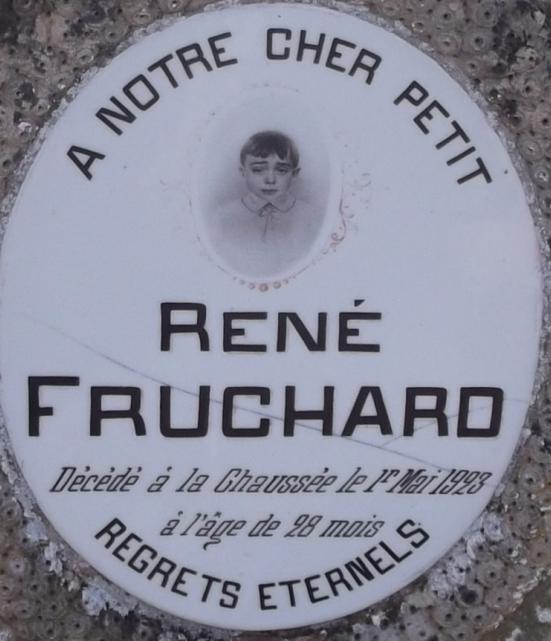 A NOTRE CHER PETIT
RENÉ
FRUCHARD
Décédé à la Chaussée le 1er Mai 1923
à l'âge de 28 mois
REGRETS ETERNELS